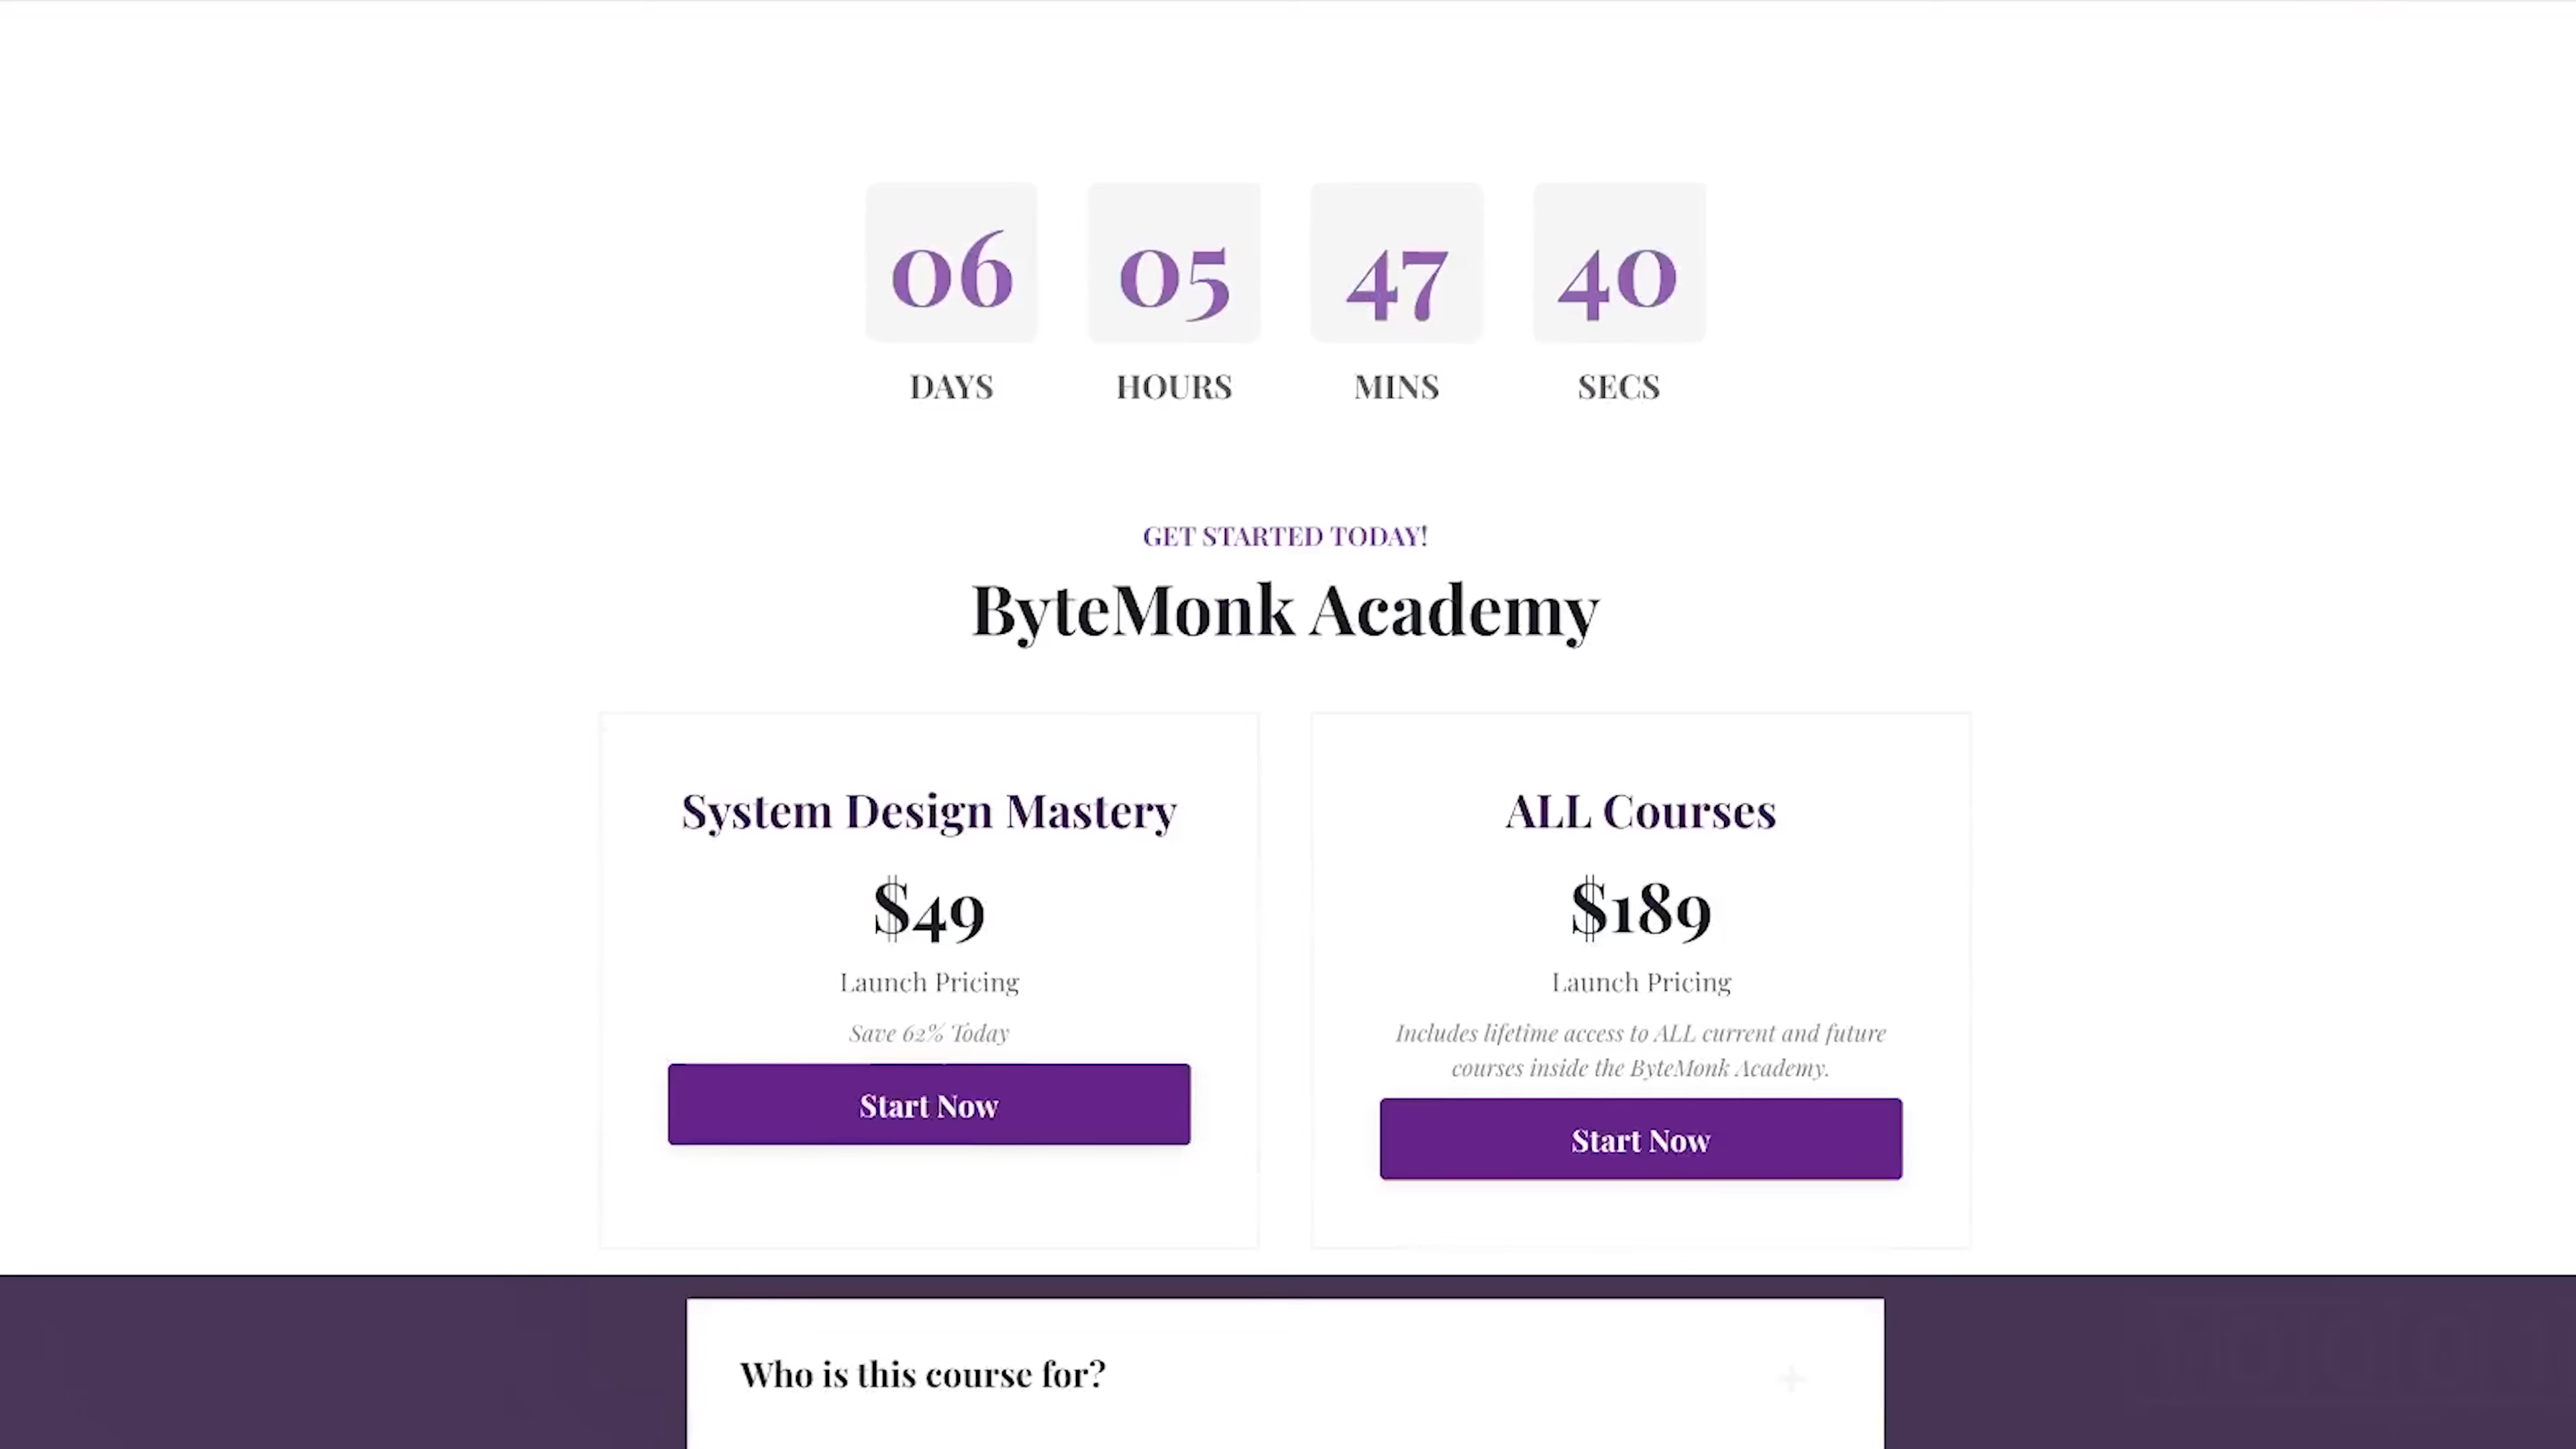 06 05 47 40
DAYS HOURS MINS SECS
GET STARTED TODAY!
ByteMonk Academy
System Design Mastery
$49
Launch Pricing
Save 62% Today
Start Now
ALL Courses
$189
Launch Pricing
Includes lifetime access to ALL current and future
courses inside the ByteMonk Academy.
Start Now
Who is this course for?